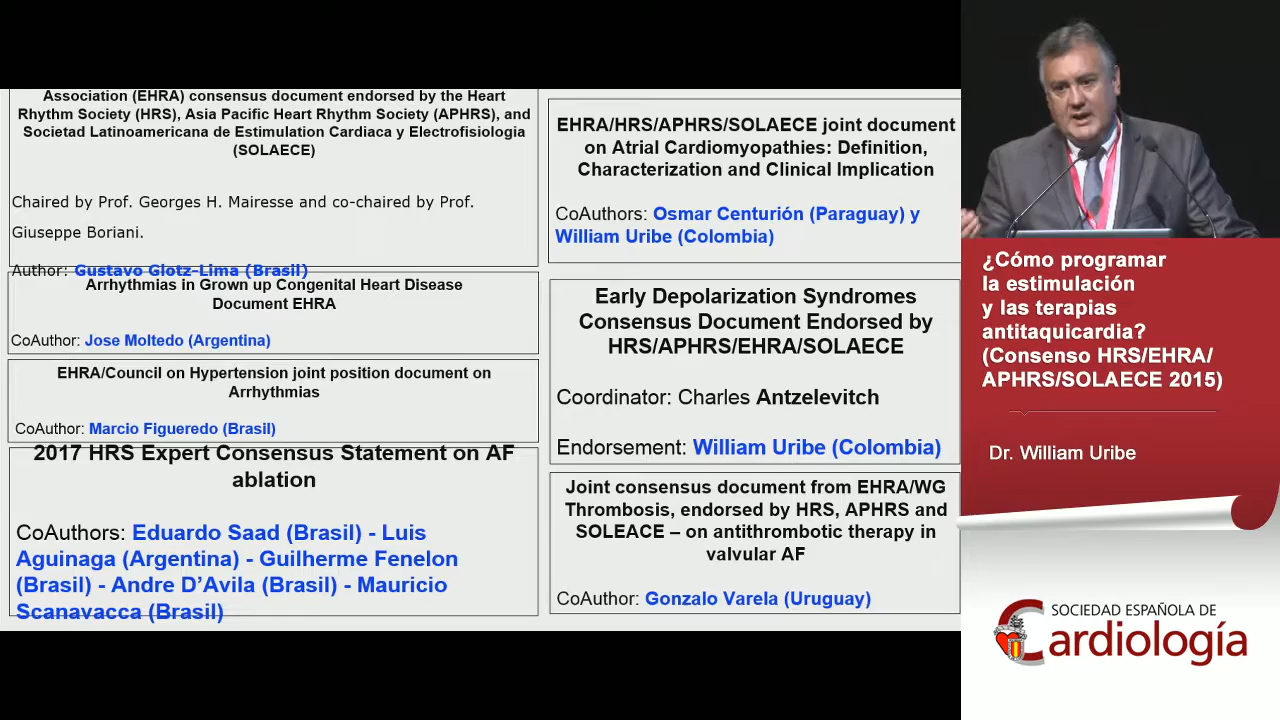 Association (EHRA) consensus document endorsed by the Heart
Rhythm Society (HRS), Asia Pacific Heart Rhythm Society (APHRS), and
Societad Latinoamericana de Estimulation Cardiaca y Electrofisiologia
(SOLAECE)
Chaired by Prof. Georges H. Mairesse and co-chaired by Prof.
Giuseppe Boriani.
Author: Gustavo Glotz-Lima (Brasil)
Arrhythmias in Grown up Congenital Heart Disease
Document EHRA
CoAuthor: Jose Moltedo (Argentina)
EHRA/Council on Hypertension joint position document on
Arrhythmias
CoAuthor: Marcio Figueredo (Brasil)
2017 HRS Expert Consensus Statement on AF
ablation
CoAuthors: Eduardo Saad (Brasil) - Luis
Aguinaga (Argentina) - Guilherme Fenelon
(Brasil) - Andre D’Avila (Brasil) - Mauricio
Scanavacca (Brasil)
EHRA/HRS/APHRS/SOLAECE joint document
on Atrial Cardiomyopathies: Definition,
Characterization and Clinical Implication
CoAuthors: Osmar Centurión (Paraguay) y
William Uribe (Colombia)
Early Depolarization Syndromes
Consensus Document Endorsed by
HRS/APHRS/EHRA/SOLAECE
Coordinator: Charles Antzelevitch
Endorsement: William Uribe (Colombia)
Joint consensus document from EHRA/WG
Thrombosis, endorsed by HRS, APHRS and
SOLEACE – on antithrombotic therapy in
valvular AF
CoAuthor: Gonzalo Varela (Uruguay)
¿Cómo programar
la estimulación
y las terapias
antitaquicardia?
(Consenso HRS/EHRA/
APHRS/SOLAECE 2015)
Dr. William Uribe
SOCIEDAD ESPAÑOLA DE
Cardiología